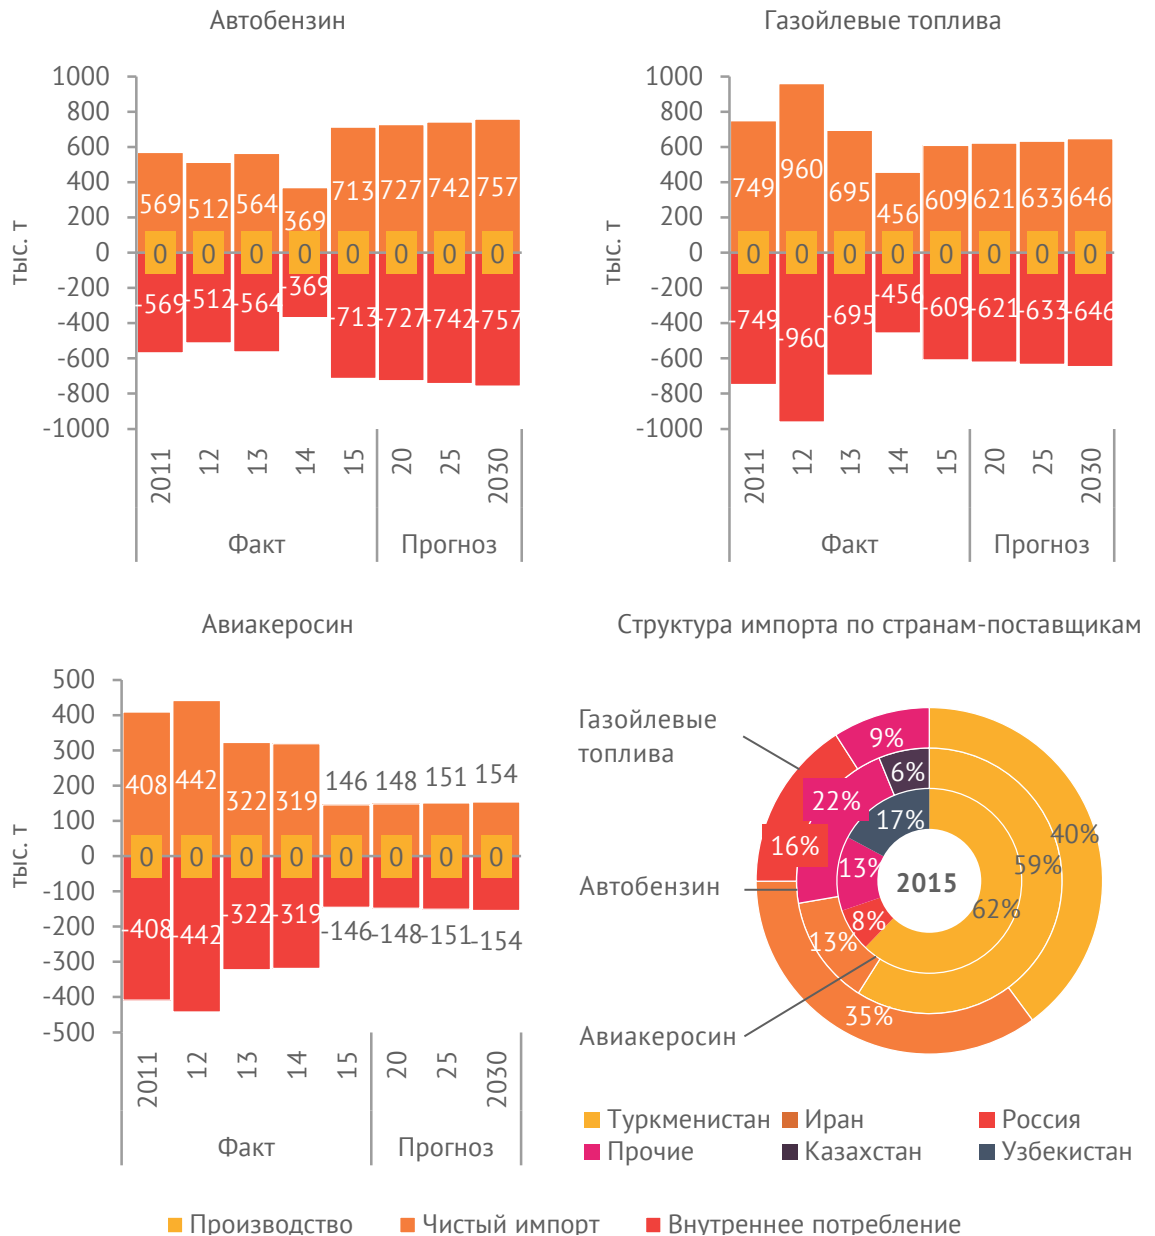 Автобензин
1000
800
600
400
200
0
-200
-400
-600
-800
-1000
тыс. т
569 512 564 369 713 727 742 757
0 0 0 0 0 0 0 0
-569 -512 -564 -369 -713 -727 -742 -757
2011 12 13 14 15 20 25 2030
Факт Прогноз
Газойлевые топлива
1000
800
600
400
200
0
-200
-400
-600
-800
-1000
тыс. т
749 960 695 456 609 621 633 646
0 0 0 0 0 0 0 0
-749 -960 -695 -456 -609 -621 -633 -646
2011 12 13 14 15 20 25 2030
Факт Прогноз
Авиакеросин
500
400
300
200
100
0
-100
-200
-300
-400
-500
тыс. т
408 442 322 319 146 148 151 154
0 0 0 0 0 0 0 0
-408 -442 -322 -319 -146 -148 -151 -154
2011 12 13 14 15 20 25 2030
Факт Прогноз
Структура импорта по странам-поставщикам
Газойлевые
топлива
Автобензин
Авиакеросин
9%
6%
22%
17%
16%
40%
13%
59%
2015
62%
8%
13%
35%
Туркменистан Иран Россия
Прочие Казахстан Узбекистан
Производство Чистый импорт Внутреннее потребление